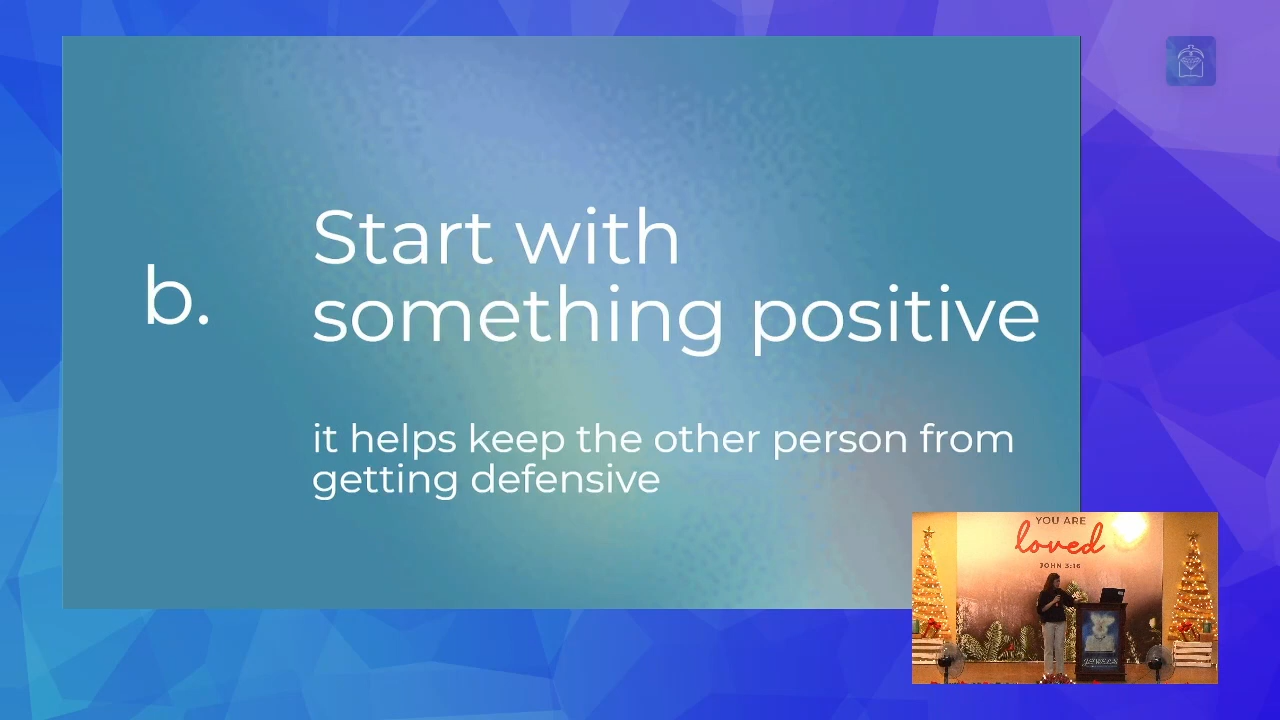 b.
Start with
something positive
it helps keep the other person from
getting defensive
YOU ARE
loved
JOHN 3:16
JEWELS